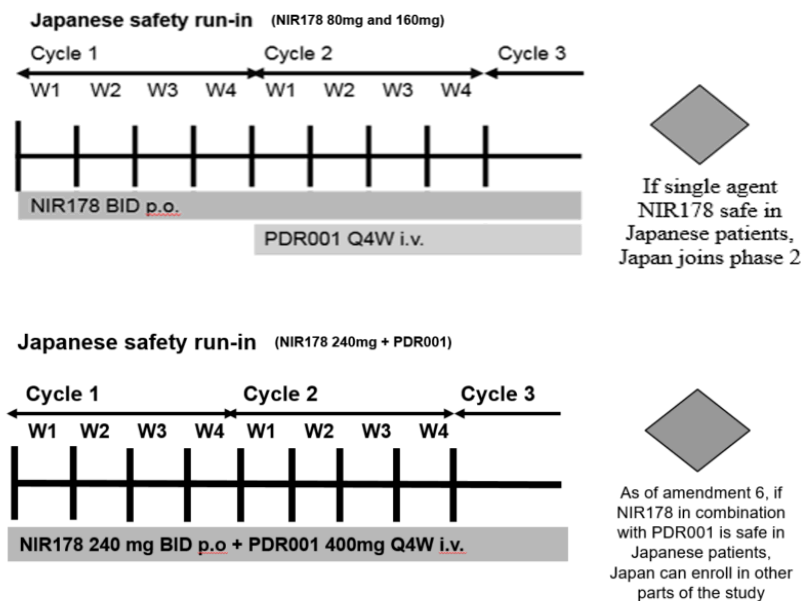 Japanese safety run-in (NIR178 80mg and 160mg)
Cycle 1 Cycle 2 Cycle 3
W1 W2 W3 W4 W1 W2 W3 W4
NIR178 BID p.o.
PDR001 Q4W i.v.
If single agent
NIR178 safe in
Japanese patients,
Japan joins phase 2
Japanese safety run-in (NIR178 240mg + PDR001)
Cycle 1 Cycle 2 Cycle 3
W1 W2 W3 W4 W1 W2 W3 W4
NIR178 240 mg BID p.o + PDR001 400mg Q4W i.v.
As of amendment 6, if
NIR178 in combination
with PDR001 is safe in
Japanese patients,
Japan can enroll in other
parts of the study